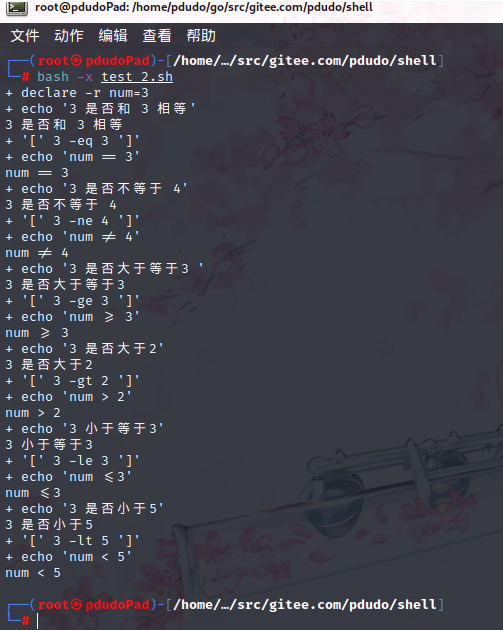 root@pdudoPad: /home/pdudo/go/src/gitee.com/pdudo/shell
文件 动作 编辑 查看 帮助
┌──(root㉿pdudoPad)-[/home/…/src/gitee.com/pdudo/shell]
└─# bash -x test_2.sh
+ declare -r num=3
+ echo '3 是否和 3 相等'
3 是否和 3 相等
+ '[' 3 -eq 3 ']'
+ echo 'num == 3'
num == 3
+ echo '3 是否不等于 4'
3 是否不等于 4
+ '[' 3 -ne 4 ']'
+ echo 'num != 4'
num != 4
+ echo '3 是否大于等于3 '
3 是否大于等于3
+ '[' 3 -ge 3 ']'
+ echo 'num >= 3'
num >= 3
+ echo '3 是否大于2'
3 是否大于2
+ '[' 3 -gt 2 ']'
+ echo 'num > 2'
num > 2
+ echo '3 小于等于3'
3 小于等于3
+ '[' 3 -le 3 ']'
+ echo 'num <=3'
num <=3
+ echo '3 是否小于5'
3 是否小于5
+ '[' 3 -lt 5 ']'
+ echo 'num < 5'
num < 5
┌──(root㉿pdudoPad)-[/home/…/src/gitee.com/pdudo/shell]
└─#